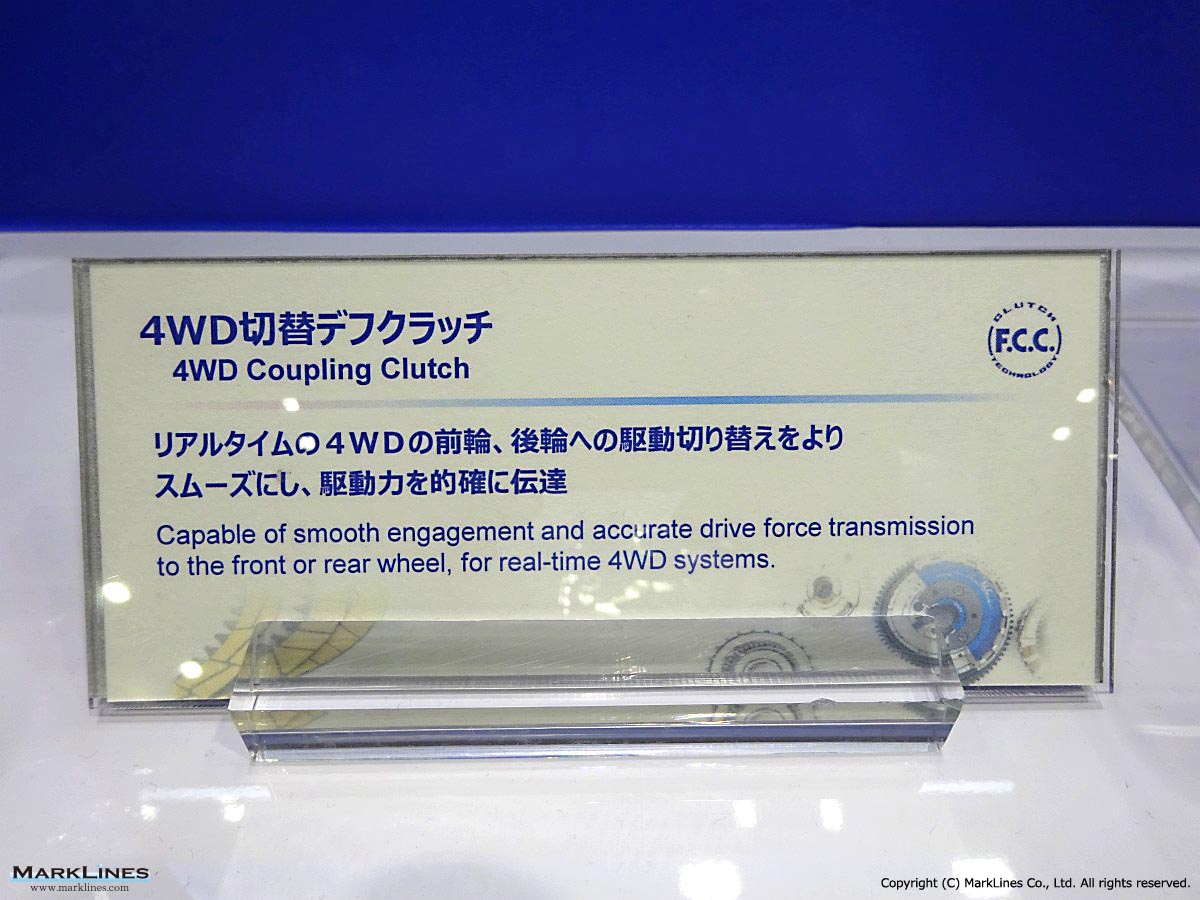 4WD切替デフクラッチ
4WD Coupling Clutch
CLUTCH
F.C.C.
TECHNOLOGY
リアルタイムの4WDの前輪、後輪への駆動切り替えをより
スムーズにし、駆動力を的確に伝達
Capable of smooth engagement and accurate drive force transmission
to the front or rear wheel, for real-time 4WD systems.
MARKLINES
www.marklines.com
Copyright (C) MarkLines Co., Ltd. All rights reserved.